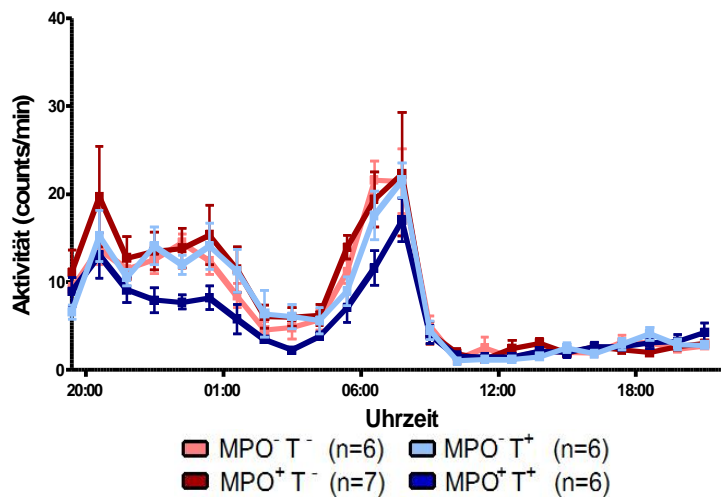 40
30
20
10
0
Aktivität (counts/min)
20:00 01:00 06:00 12:00 18:00
Uhrzeit
MPO⁻ T⁻ (n=6) MPO⁻ T⁺ (n=6)
MPO⁺ T⁻ (n=7) MPO⁺ T⁺ (n=6)